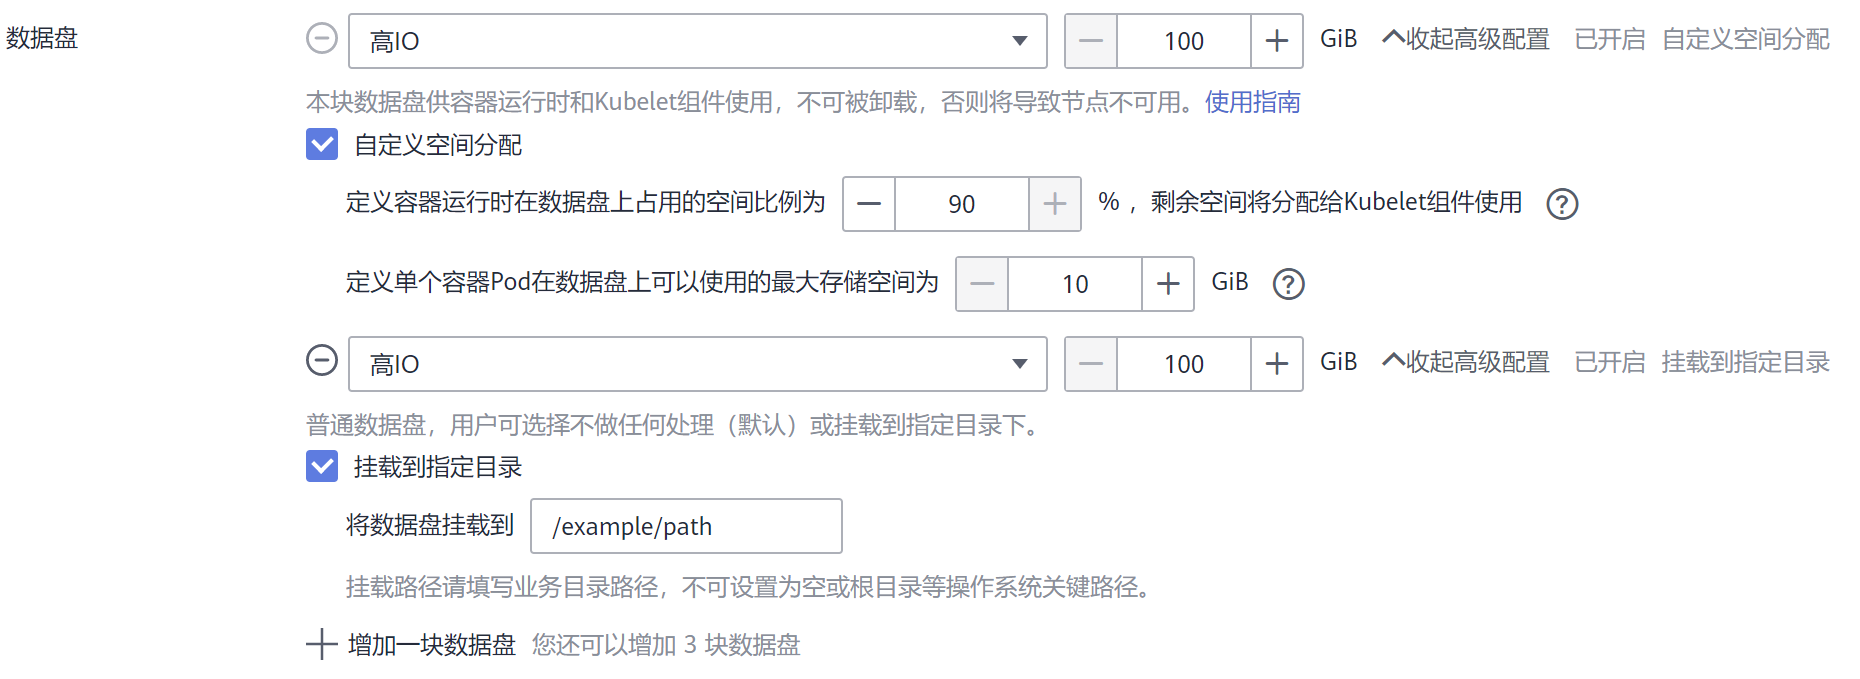 数据盘 高IO 100 GiB 收起高级配置 已开启 自定义空间分配
本块数据盘供容器运行时和Kubelet组件使用，不可被卸载，否则将导致节点不可用。使用指南
自定义空间分配
定义容器运行时在数据盘上占用的空间比例为 90 % ，剩余空间将分配给Kubelet组件使用
定义单个容器Pod在数据盘上可以使用的最大存储空间为 10 GiB
高IO 100 GiB 收起高级配置 已开启 挂载到指定目录
普通数据盘，用户可选择不做任何处理（默认）或挂载到指定目录下。
挂载到指定目录
将数据盘挂载到 /example/path
挂载路径请填写业务目录路径，不可设置为空或根目录等操作系统关键路径。
增加一块数据盘 您还可以增加 3 块数据盘